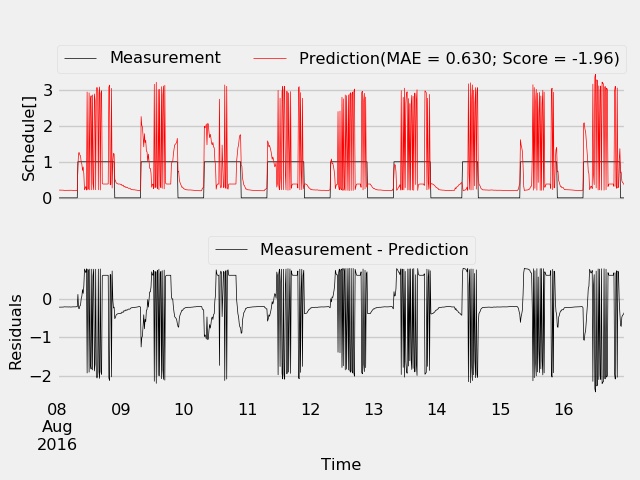 Measurement Prediction(MAE = 0.630; Score = -1.96)
Schedule[]
3
2
1
0
Measurement - Prediction
Residuals
0
−1
−2
08 09 10 11 12 13 14 15 16
Aug
2016
Time